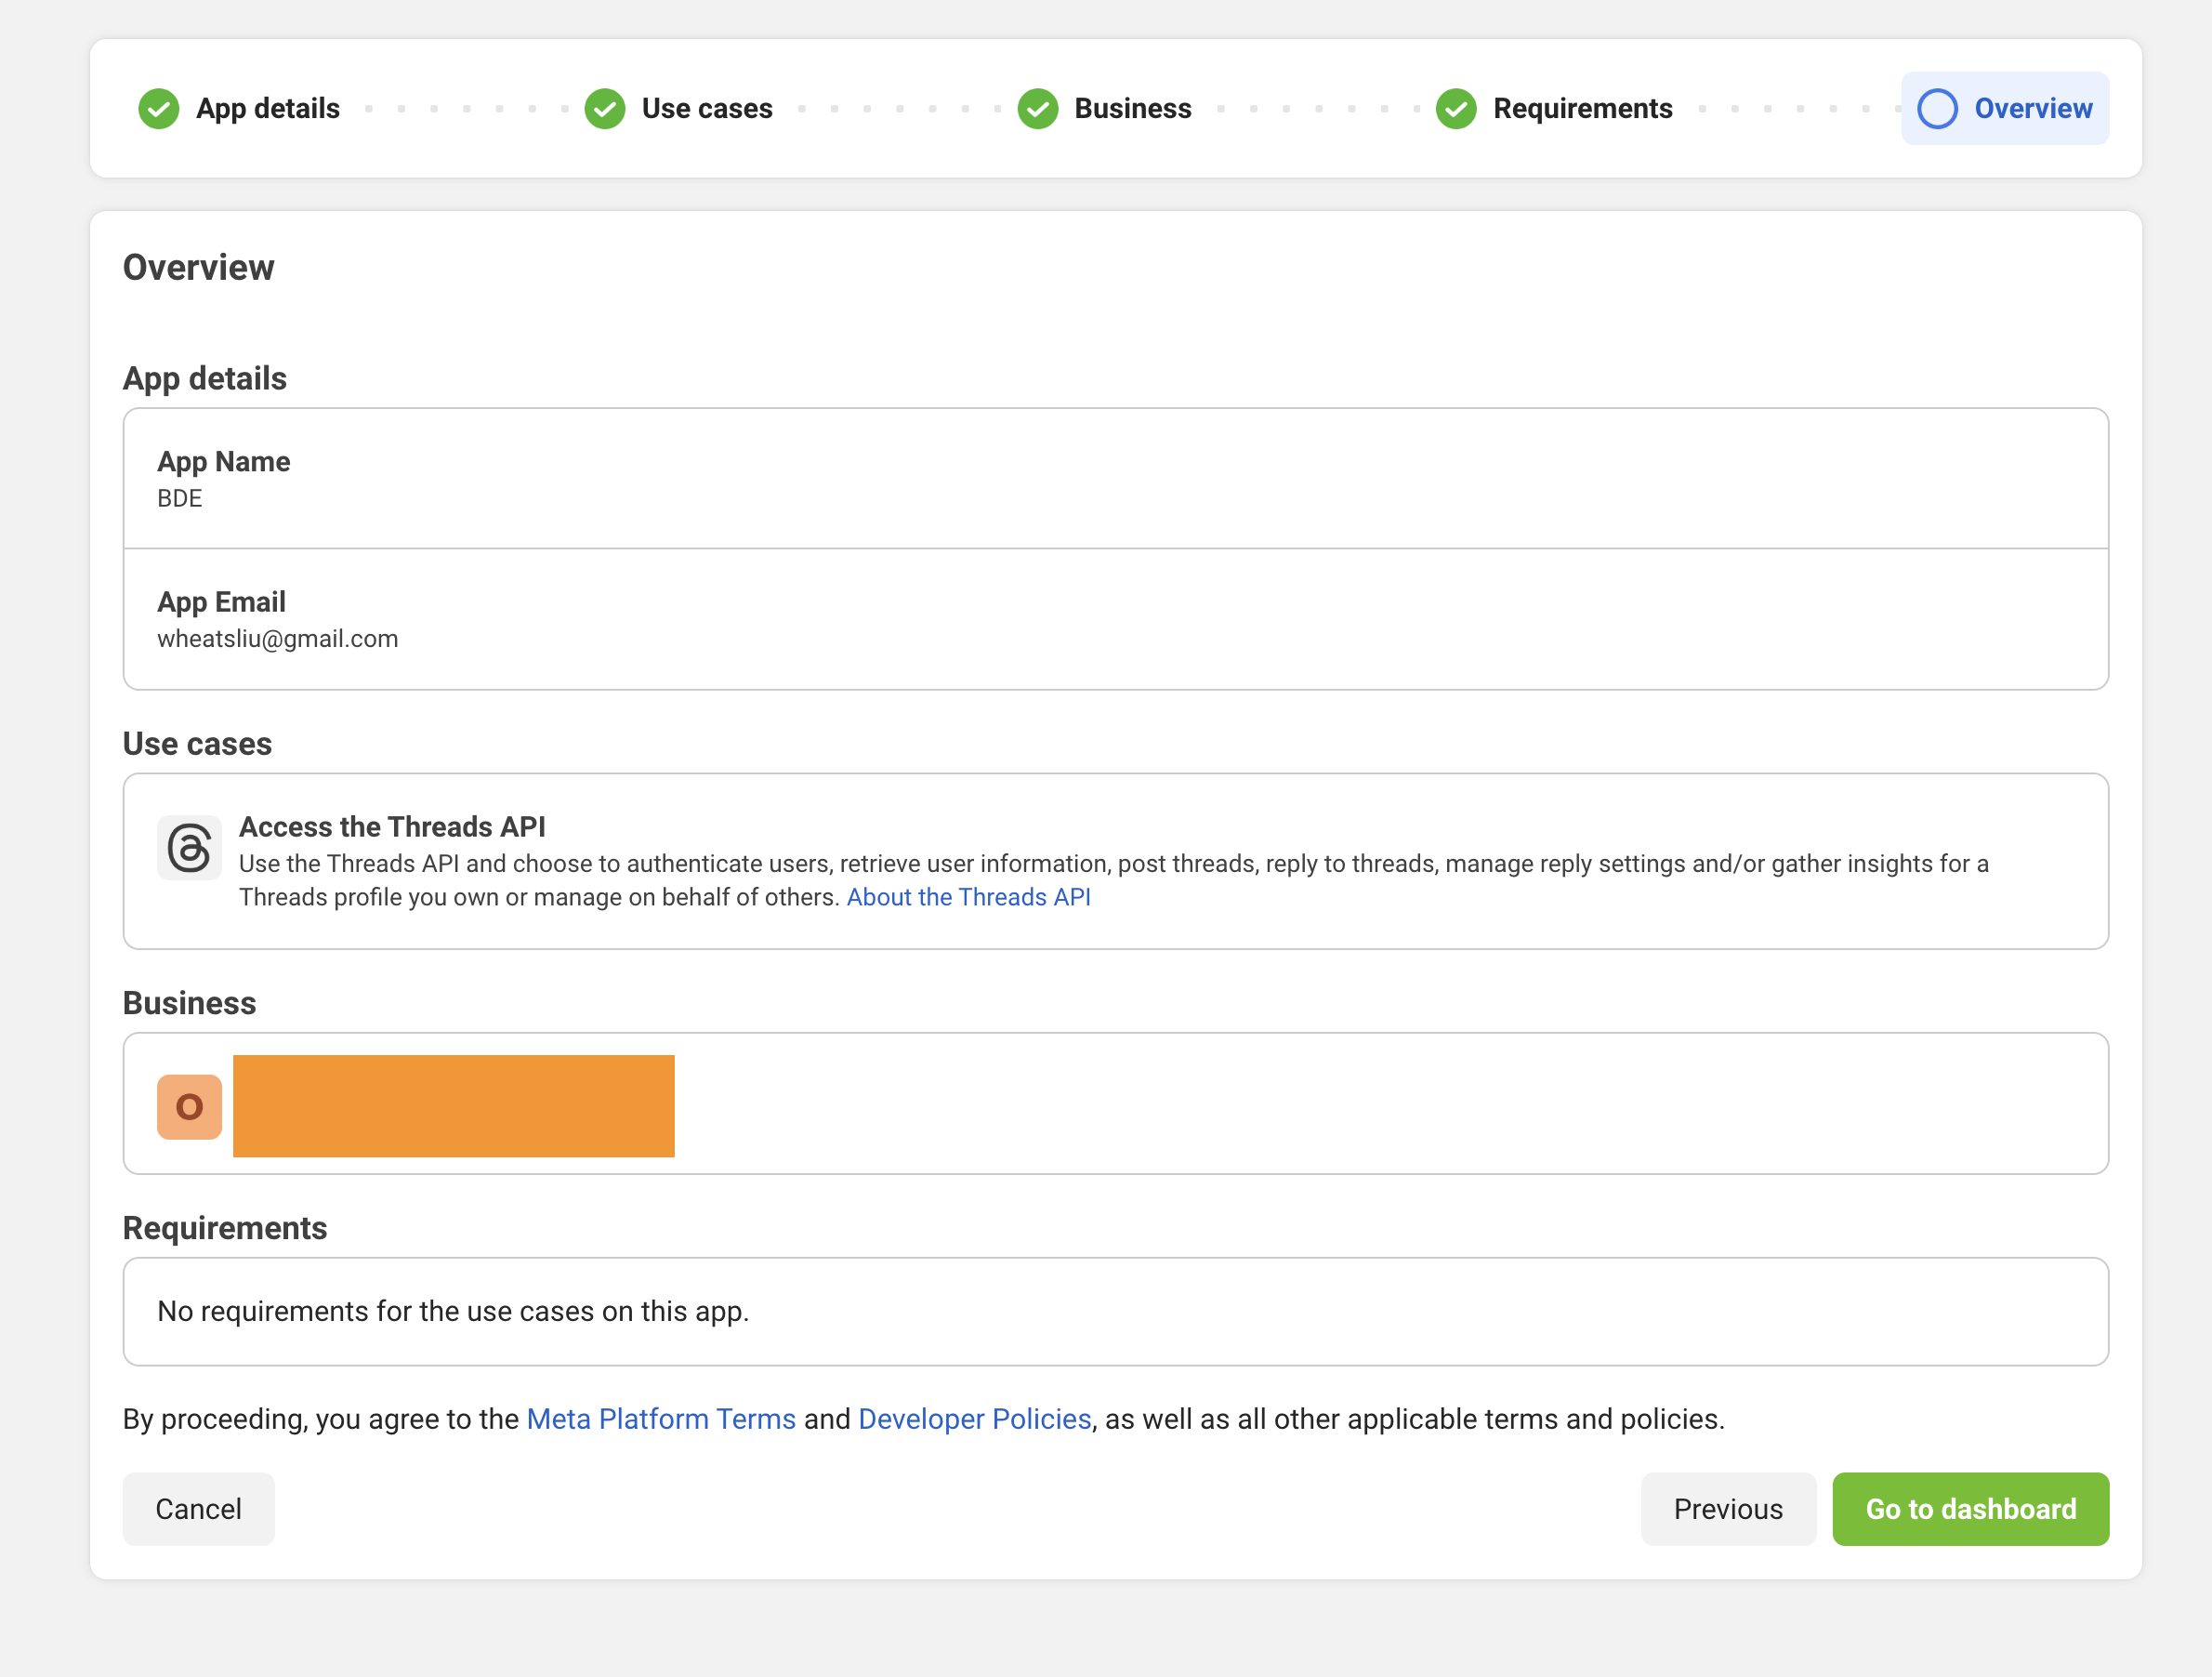 App details
Use cases
Business
Requirements
Overview
Overview
App details
App Name
BDE
App Email
wheatsliu@gmail.com
Use cases
Access the Threads API
Use the Threads API and choose to authenticate users, retrieve user information, post threads, reply to threads, manage reply settings and/or gather insights for a
Threads profile you own or manage on behalf of others. About the Threads API
Business
O
Requirements
No requirements for the use cases on this app.
By proceeding, you agree to the Meta Platform Terms and Developer Policies, as well as all other applicable terms and policies.
Cancel
Previous
Go to dashboard